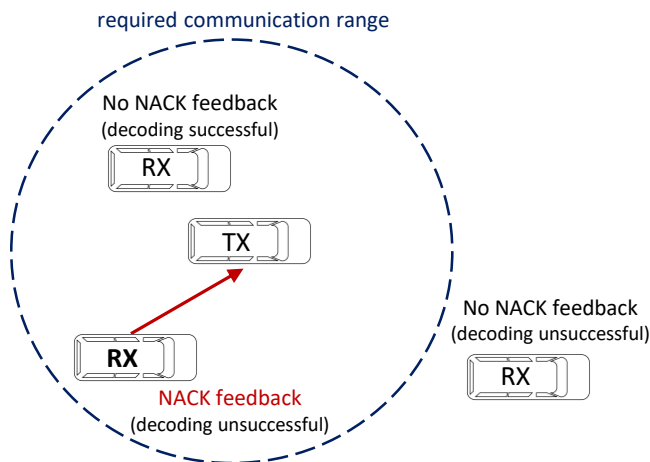 required communication range
No NACK feedback
(decoding successful)
RX
TX
No NACK feedback
(decoding unsuccessful)
RX
RX
NACK feedback
(decoding unsuccessful)